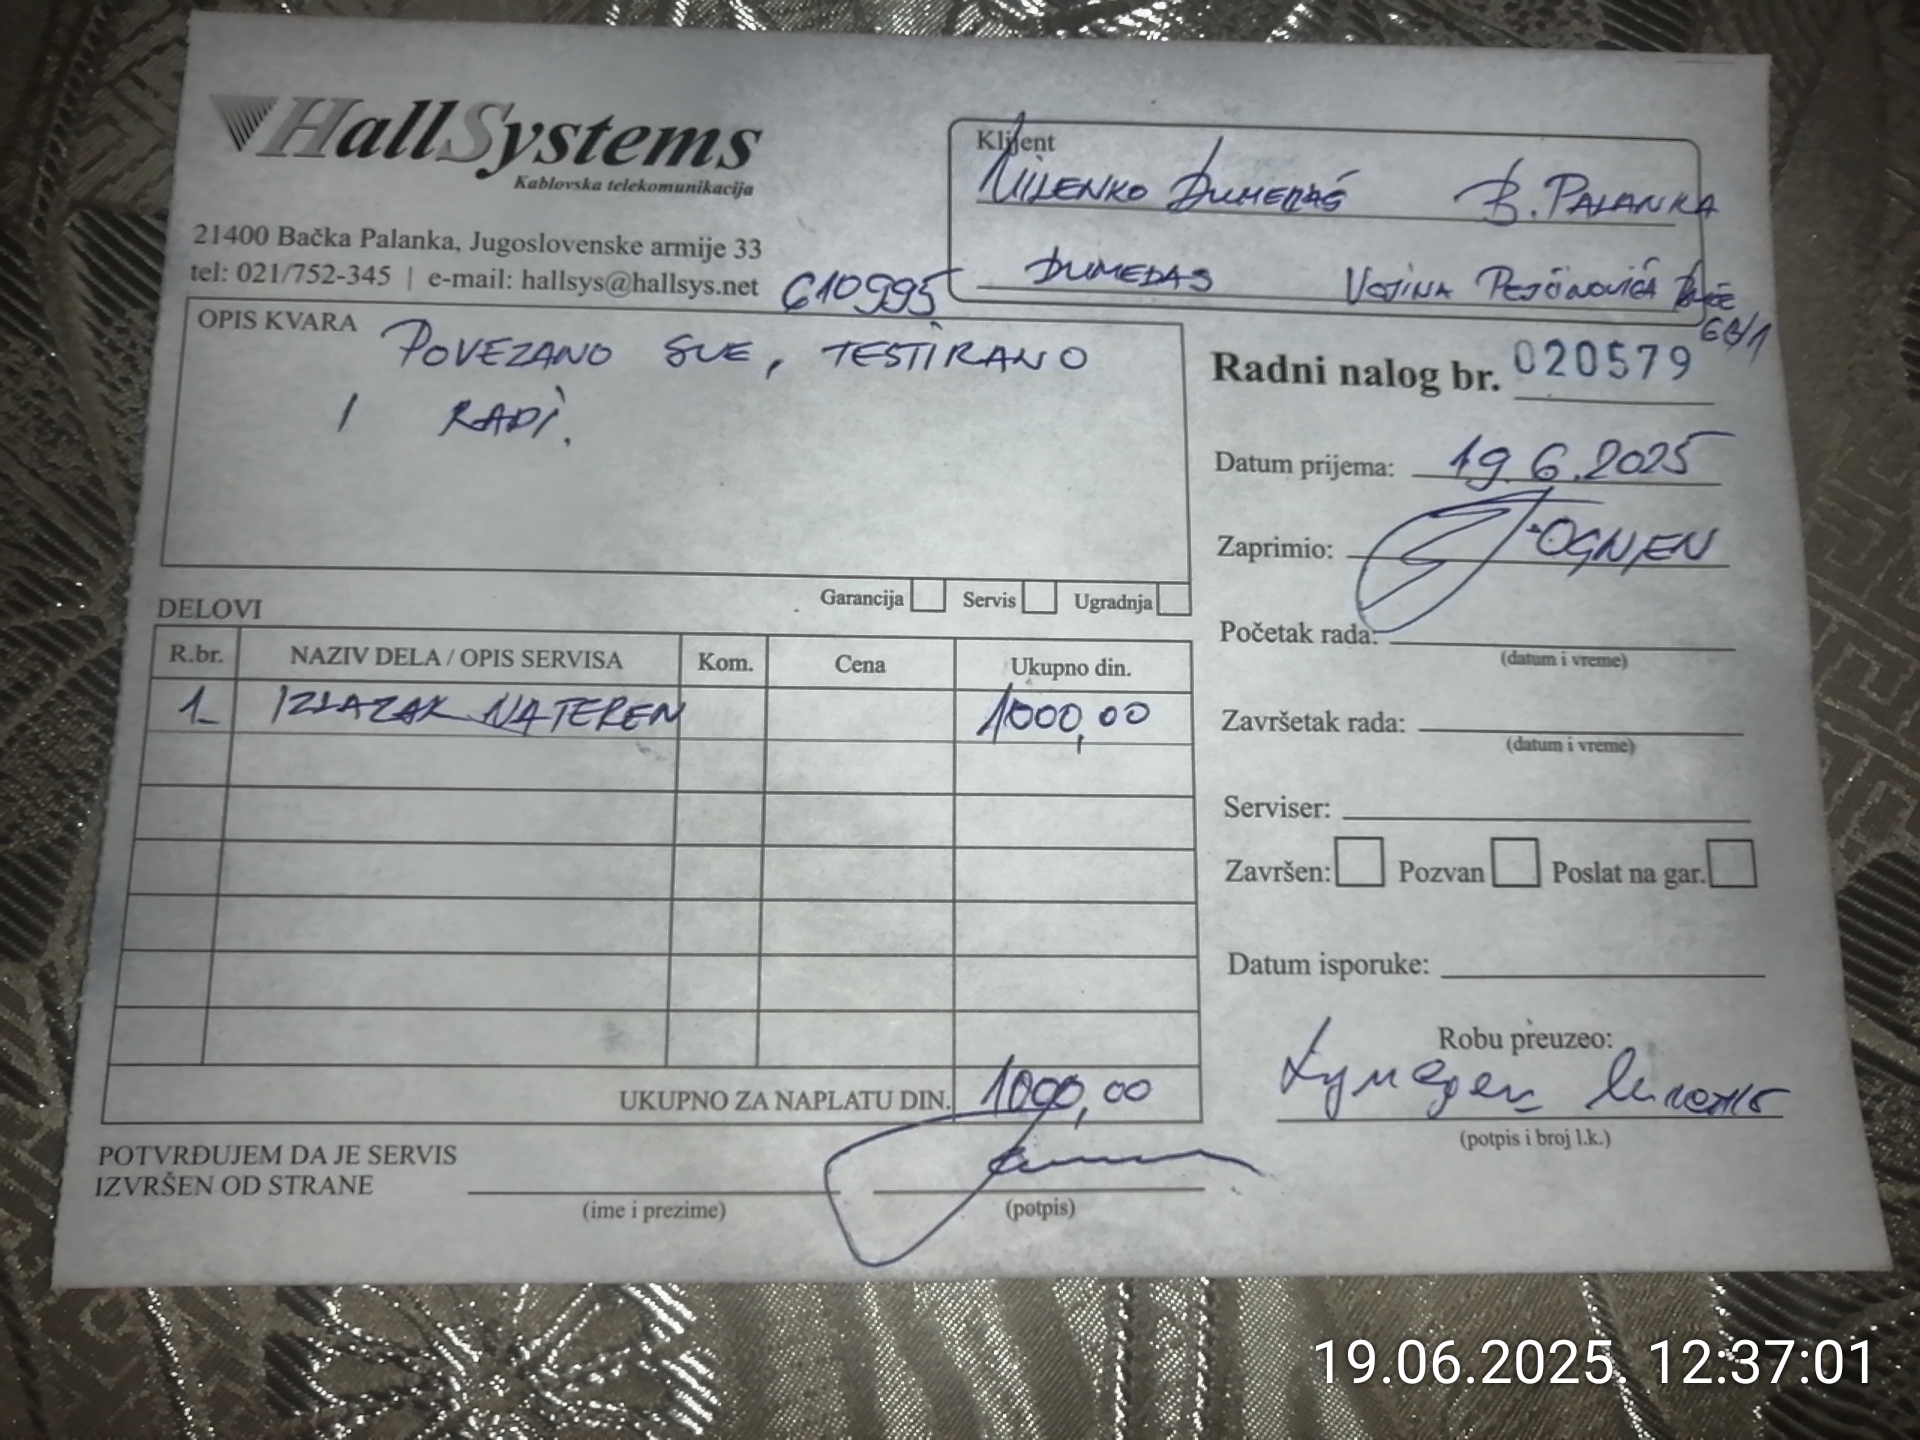 HallSystems
Kablovska telekomunikacija
21400 Bačka Palanka, Jugoslovenske armije 33
tel: 021/752-345 | e-mail: hallsys@hallsys.net
610995
Klijent
MILENKO B. PALANKA
DUMEDAS VOJINA
OPIS KVARA
POVEZANO SVE, TESTIRANO
I RADI.
Garancija Servis Ugradnja
Radni nalog br. 020579
Datum prijema: 19.6.2025
Zaprimio: OGNJEN
Početak rada:
(datum i vreme)
Završetak rada:
(datum i vreme)
Serviser:
Završen: Pozvan Poslat na gar.
Datum isporuke:
Robu preuzeo:
(potpis i broj l.k.)
DELOVI
R.br. NAZIV DELA / OPIS SERVISA Kom. Cena Ukupno din.
1 IZLAZAK NA TEREN 1000,00
UKUPNO ZA NAPLATU DIN. 1000,00
POTVRĐUJEM DA JE SERVIS
IZVRŠEN OD STRANE
(ime i prezime) (potpis)
19.06.2025. 12:37:01